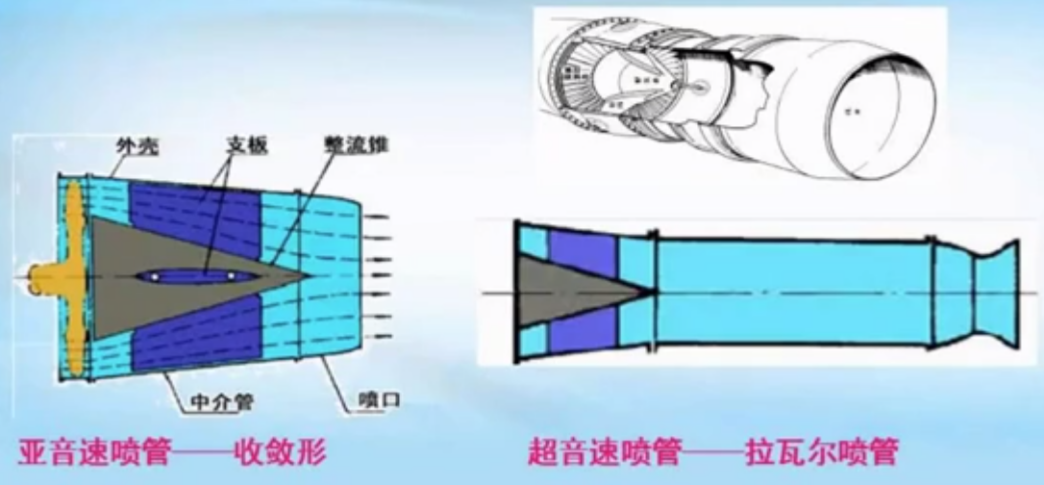 外壳
支板
整流锥
中介管
喷口
亚音速喷管——收敛形
超音速喷管——拉瓦尔喷管